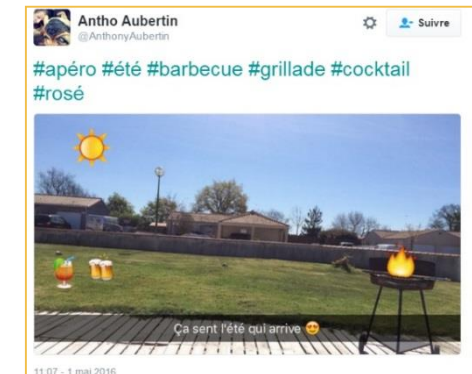 Antho Aubertin
@AnthonyAubertin
Suivre
#apéro #été #barbecue #grillade #cocktail
#rosé
Ça sent l'été qui arrive 😍
11:07 - 1 mai 2016